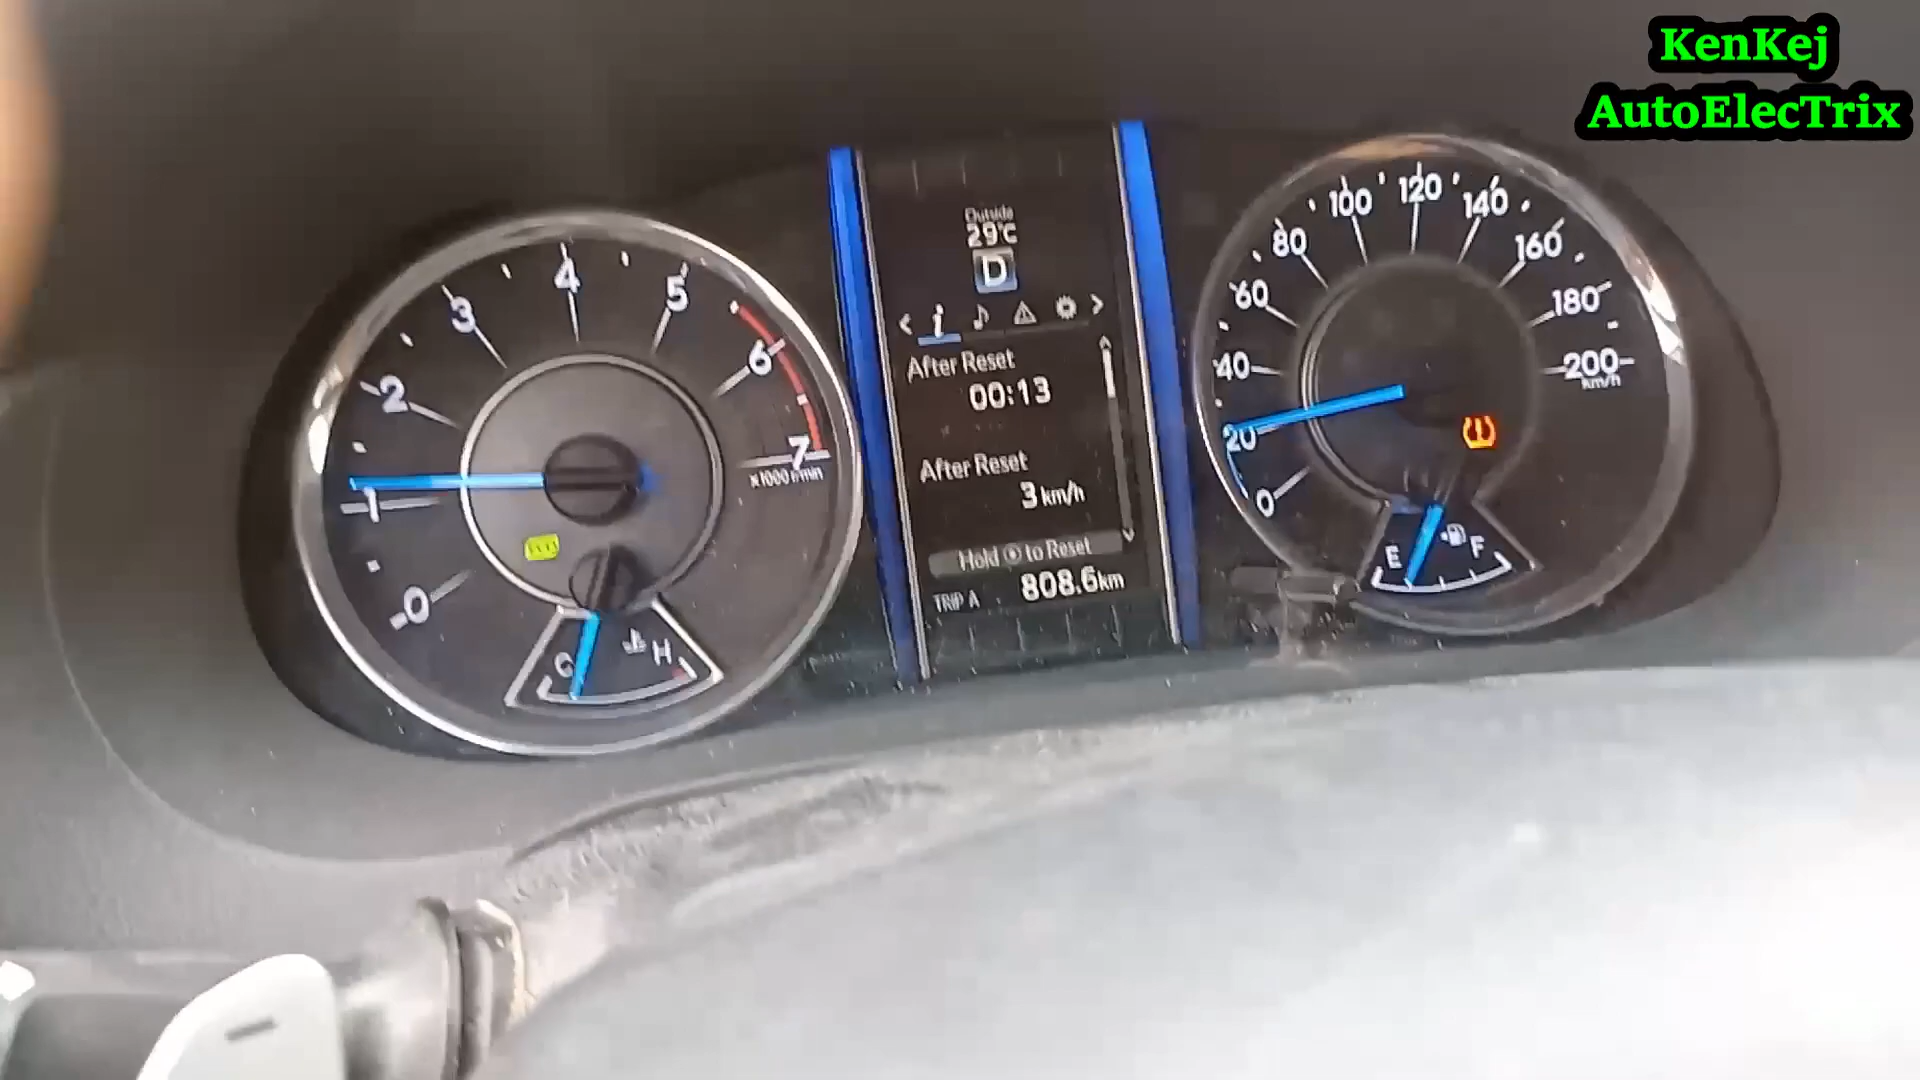 KenKej
AutoElecTrix
0
1
2
3
4
5
6
7
x1000 r/min
H
Outside
29°C
D
After Reset
00:13
After Reset
3 km/h
Hold to Reset
TRIP A 808.6 km
0
20
40
60
80
100
120
140
160
180
200
km/h
E
F